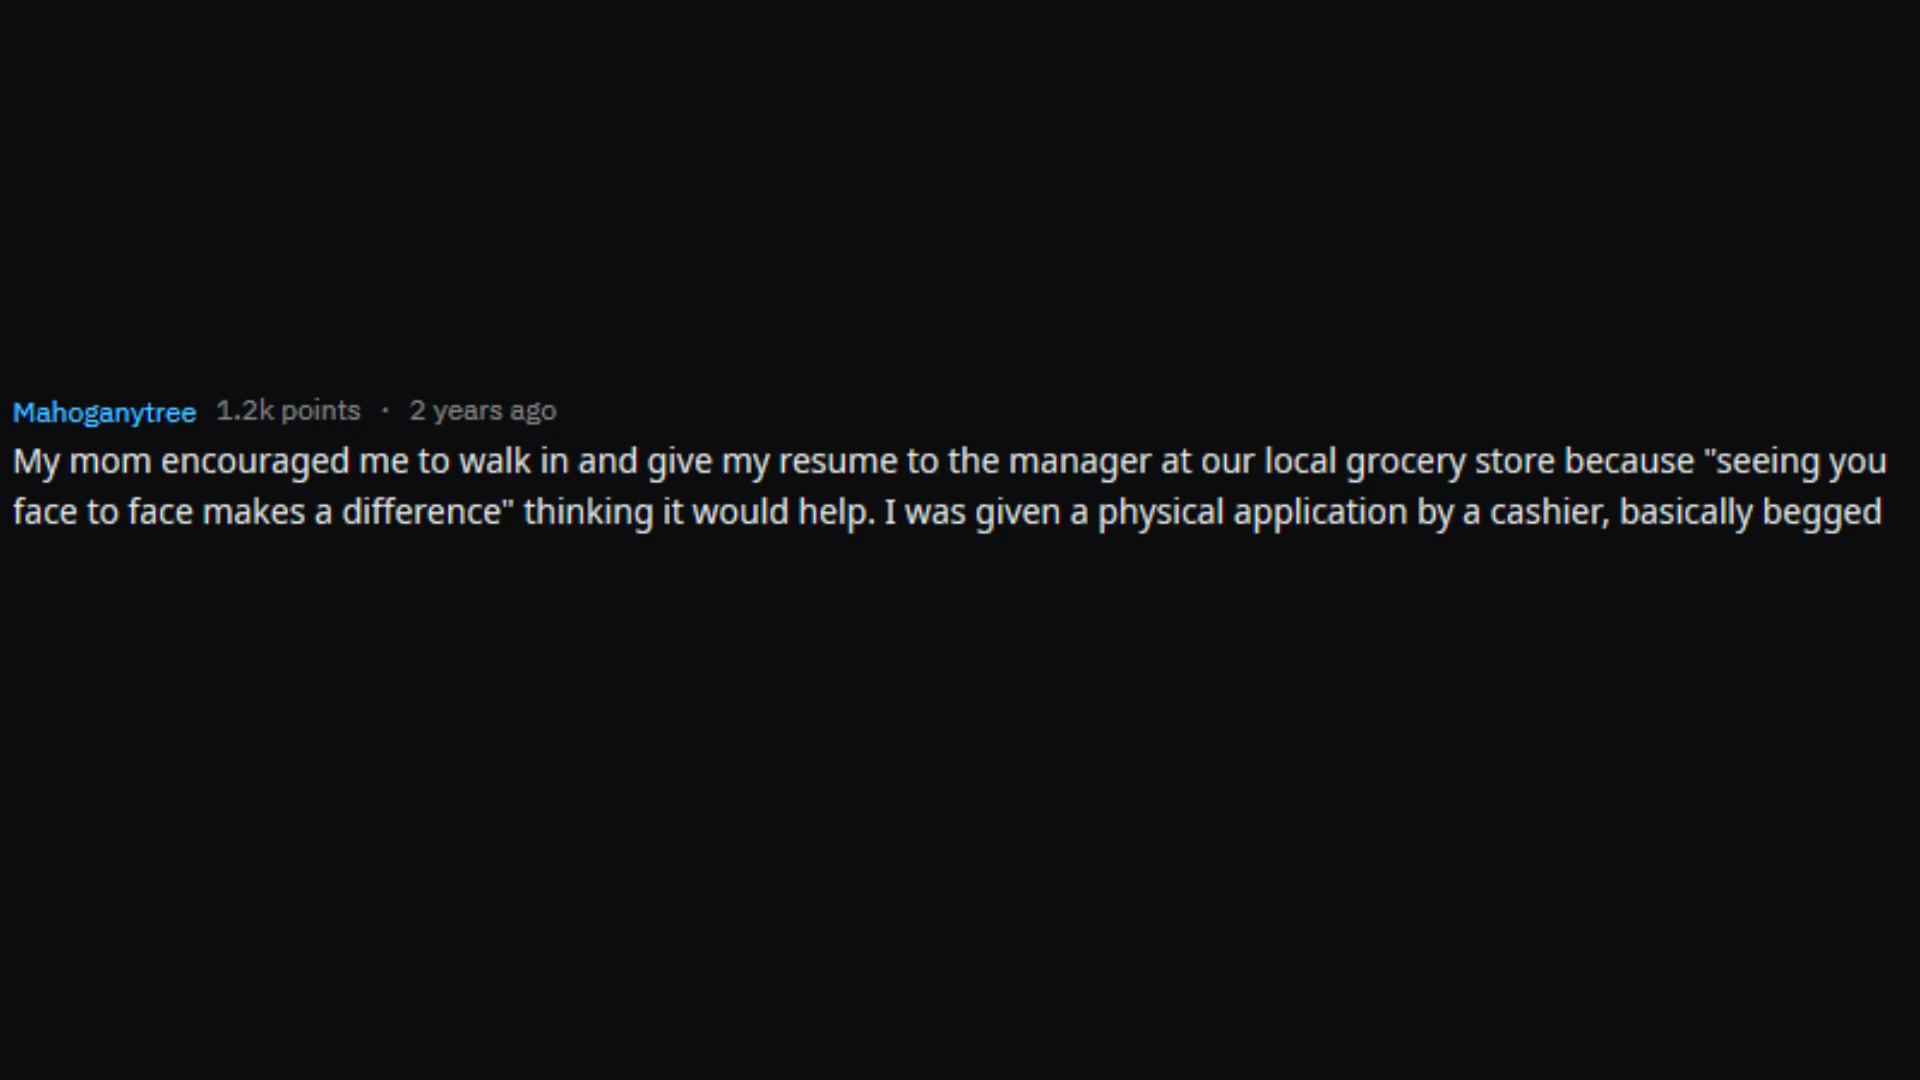 Mahoganytree 1.2k points · 2 years ago
My mom encouraged me to walk in and give my resume to the manager at our local grocery store because "seeing you
face to face makes a difference" thinking it would help. I was given a physical application by a cashier, basically begged